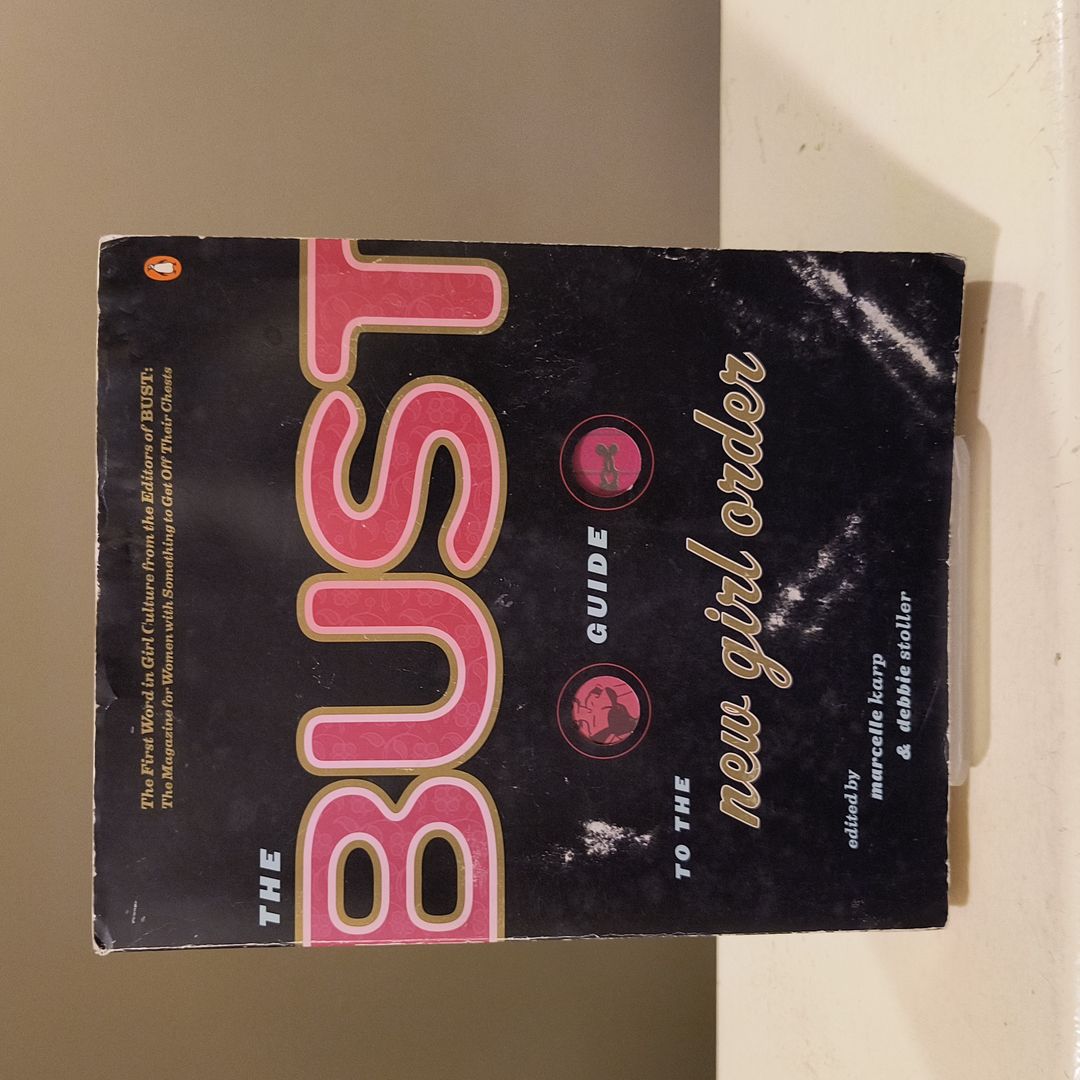 The First Word in Girl Culture from the Editors of BUST:
The Magazine for Women with Something to Get Off Their Chests
THE
BUST
GUIDE
TO THE
new girl order
edited by
marcelle karp
& debbie stoller